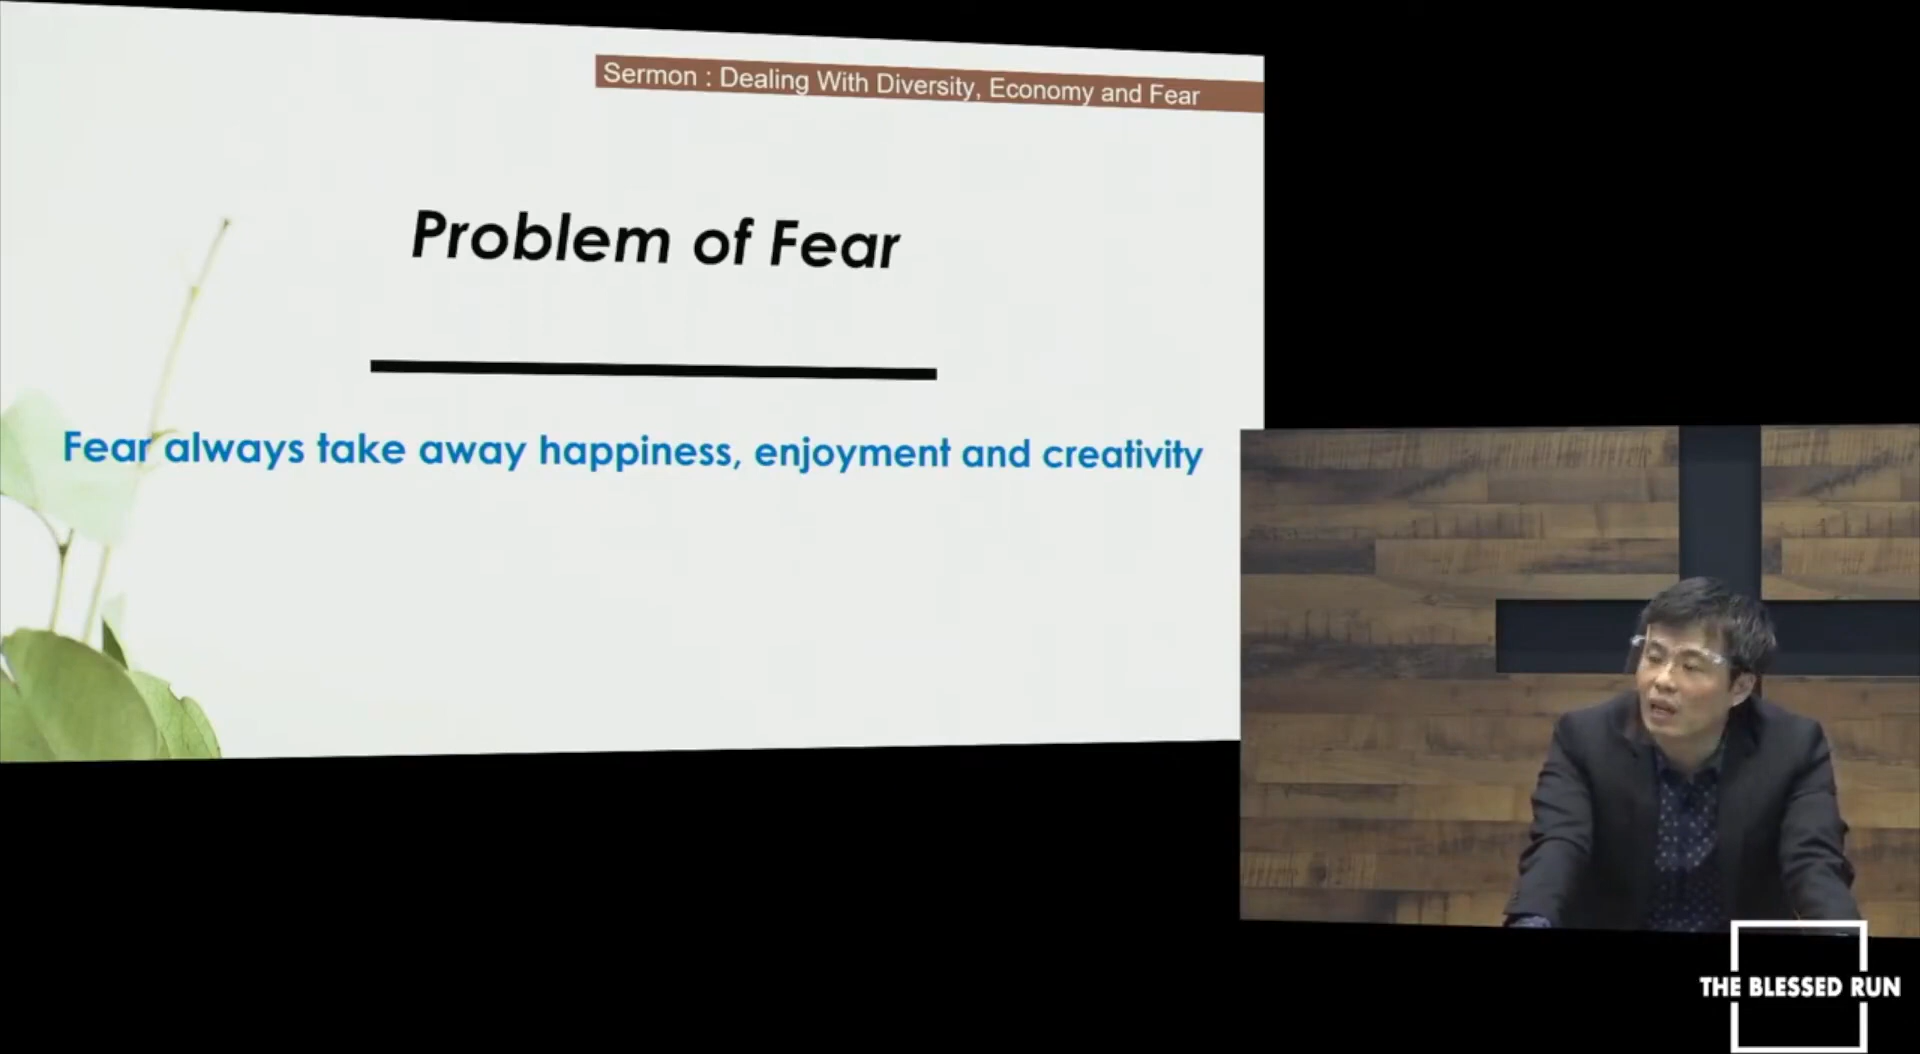 Sermon : Dealing With Diversity, Economy and Fear
Problem of Fear
Fear always take away happiness, enjoyment and creativity
THE BLESSED RUN